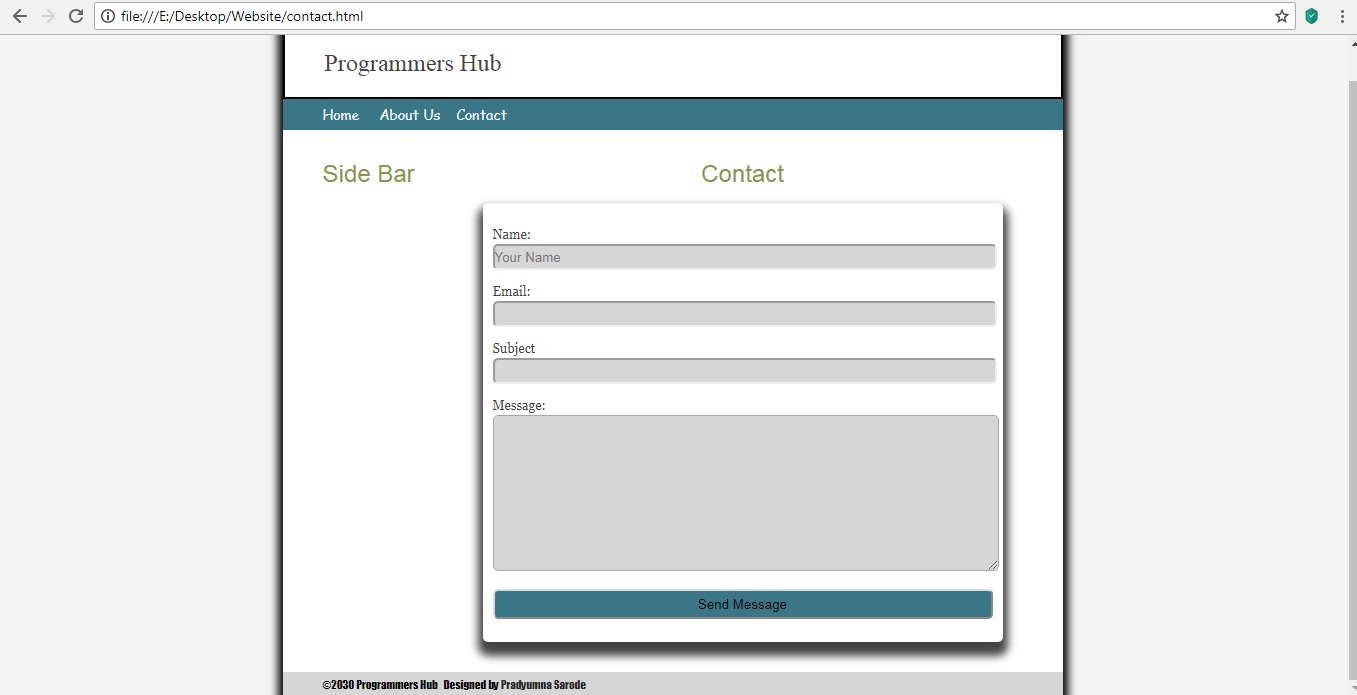 file:///E:/Desktop/Website/contact.html
Programmers Hub
Home About Us Contact
Side Bar
Contact
Name:
Your Name
Email:
Subject
Message:
Send Message
©2030 Programmers Hub Designed by Pradyumna Sarode